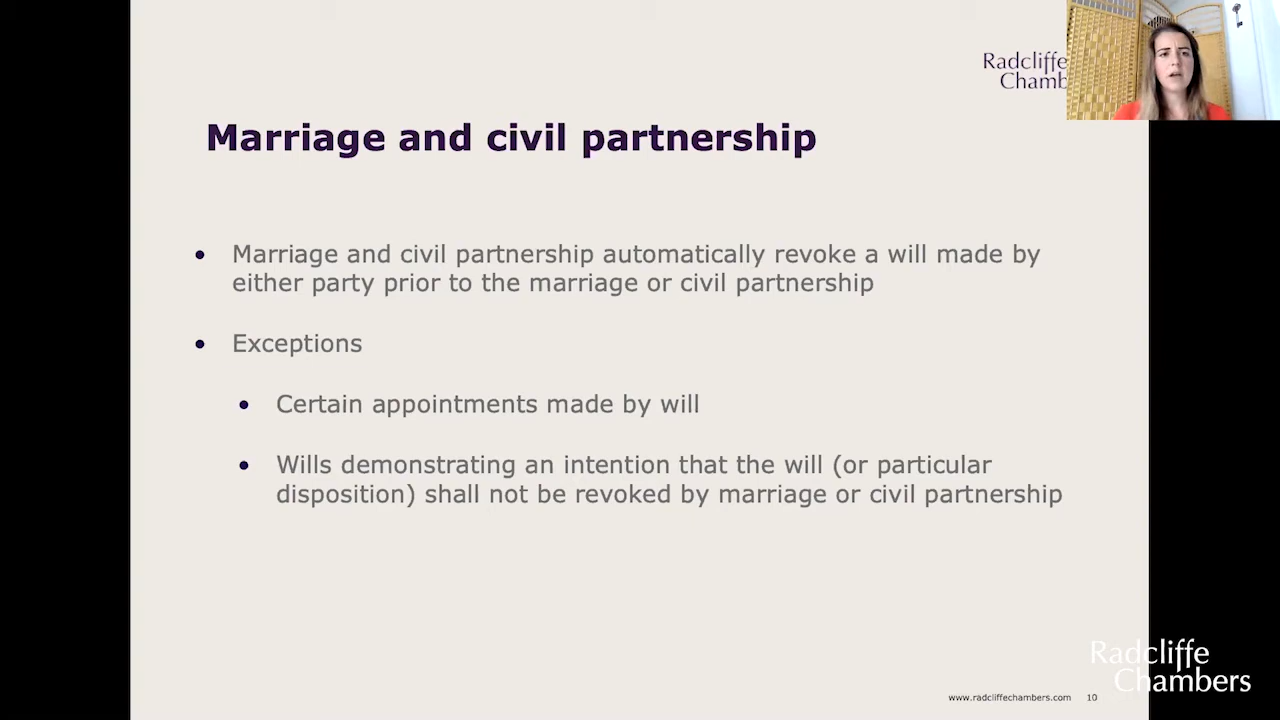 Radcliffe
Chamb
Marriage and civil partnership
• Marriage and civil partnership automatically revoke a will made by
either party prior to the marriage or civil partnership
• Exceptions
• Certain appointments made by will
• Wills demonstrating an intention that the will (or particular
disposition) shall not be revoked by marriage or civil partnership
www.radcliffechambers.com 10
Radcliffe
Chambers